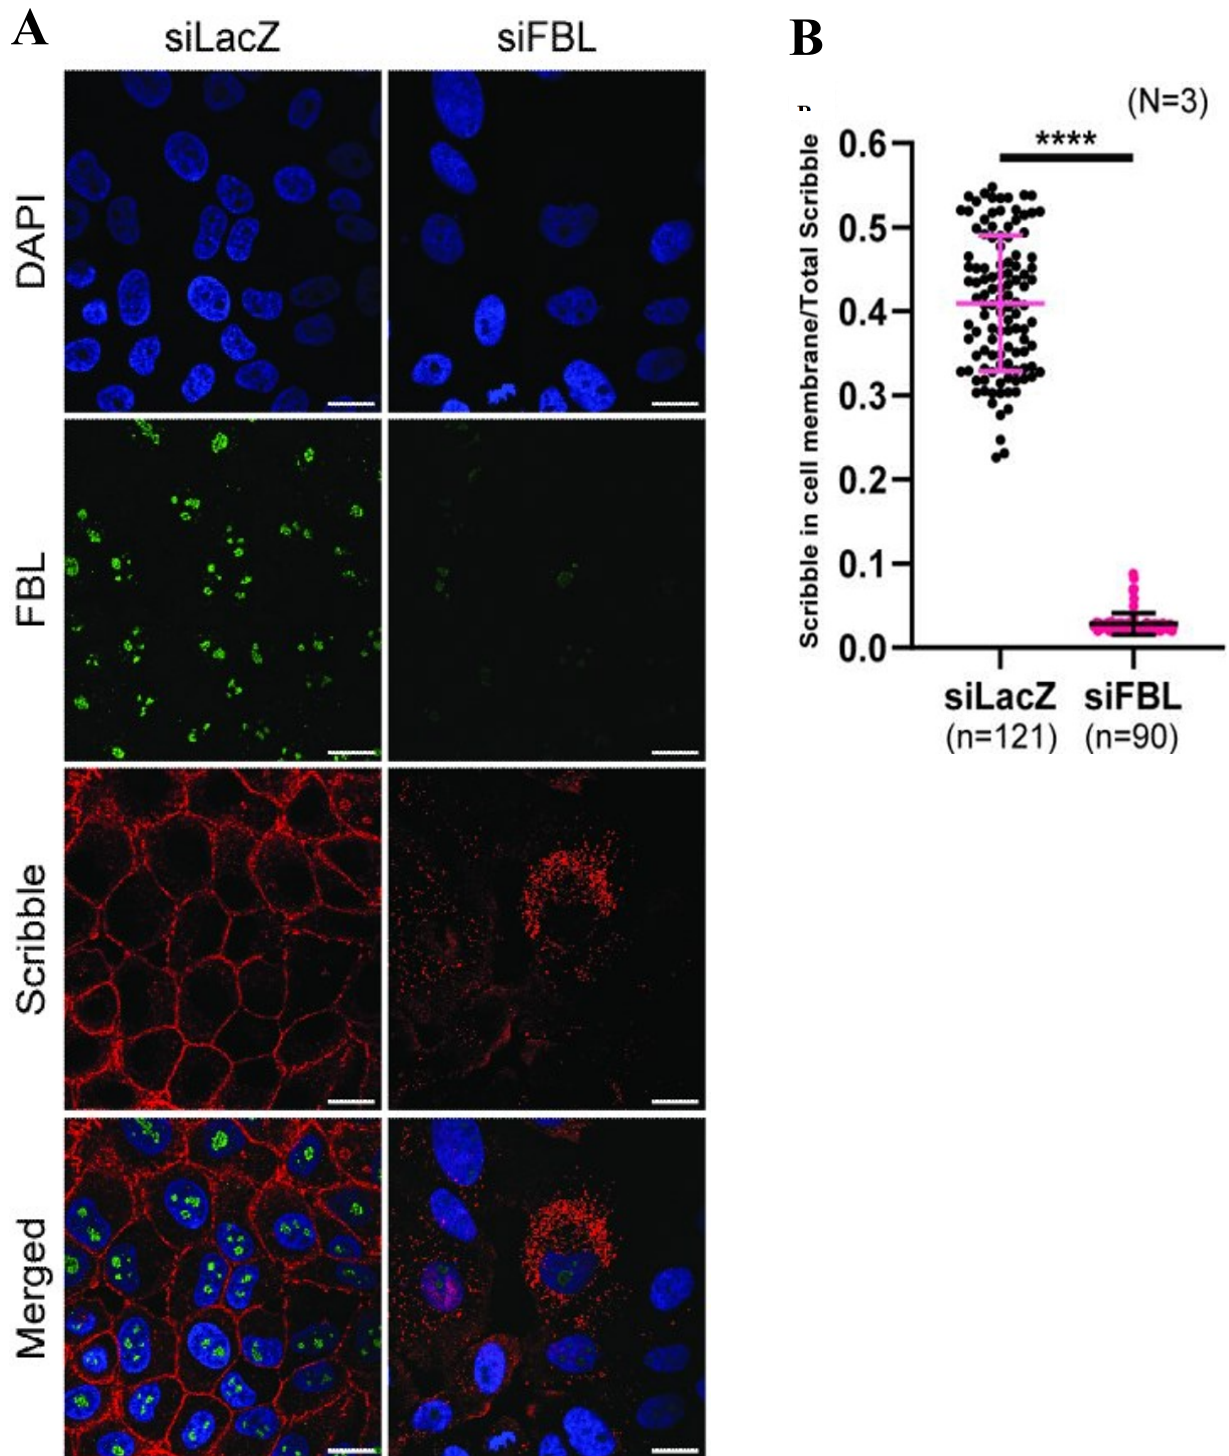 A
siLacZ
siFBL
DAPI
FBL
Scribble
Merged
B
(N=3)
****
Scribble in cell membrane/Total Scribble
0.6
0.5
0.4
0.3
0.2
0.1
0.0
siLacZ
siFBL
(n=121)
(n=90)